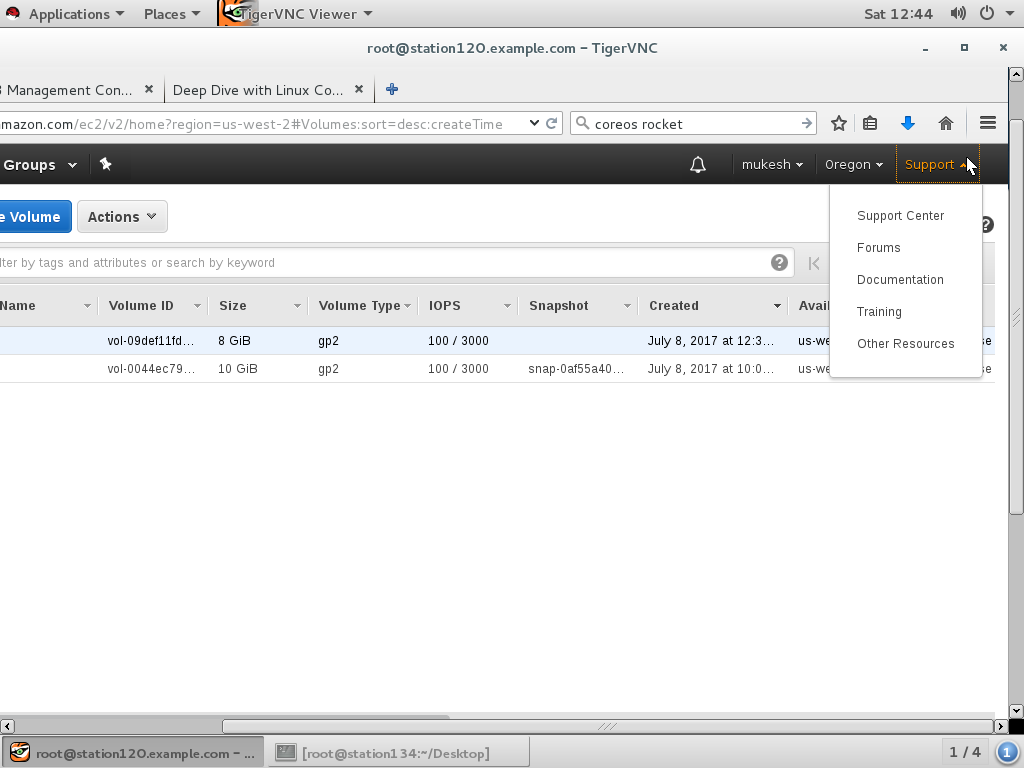 Applications Places TigerVNC Viewer Sat 12:44
root@station120.example.com – TigerVNC
Management Con... Deep Dive with Linux Co...
mazon.com/ec2/v2/home?region=us-west-2#Volumes:sort=desc:createTime coreos rocket
Groups mukesh Oregon Support
Support Center
Forums
Documentation
Training
Other Resources
e Volume Actions
lter by tags and attributes or search by keyword
Name Volume ID Size Volume Type IOPS Snapshot Created Avail
vol-09def11fd... 8 GiB gp2 100 / 3000 July 8, 2017 at 12:3... us-we se
vol-0044ec79... 10 GiB gp2 100 / 3000 snap-0af55a40... July 8, 2017 at 10:0... us-we se
root@station120.example.com – ... [root@station134:~/Desktop] 1 / 4 1